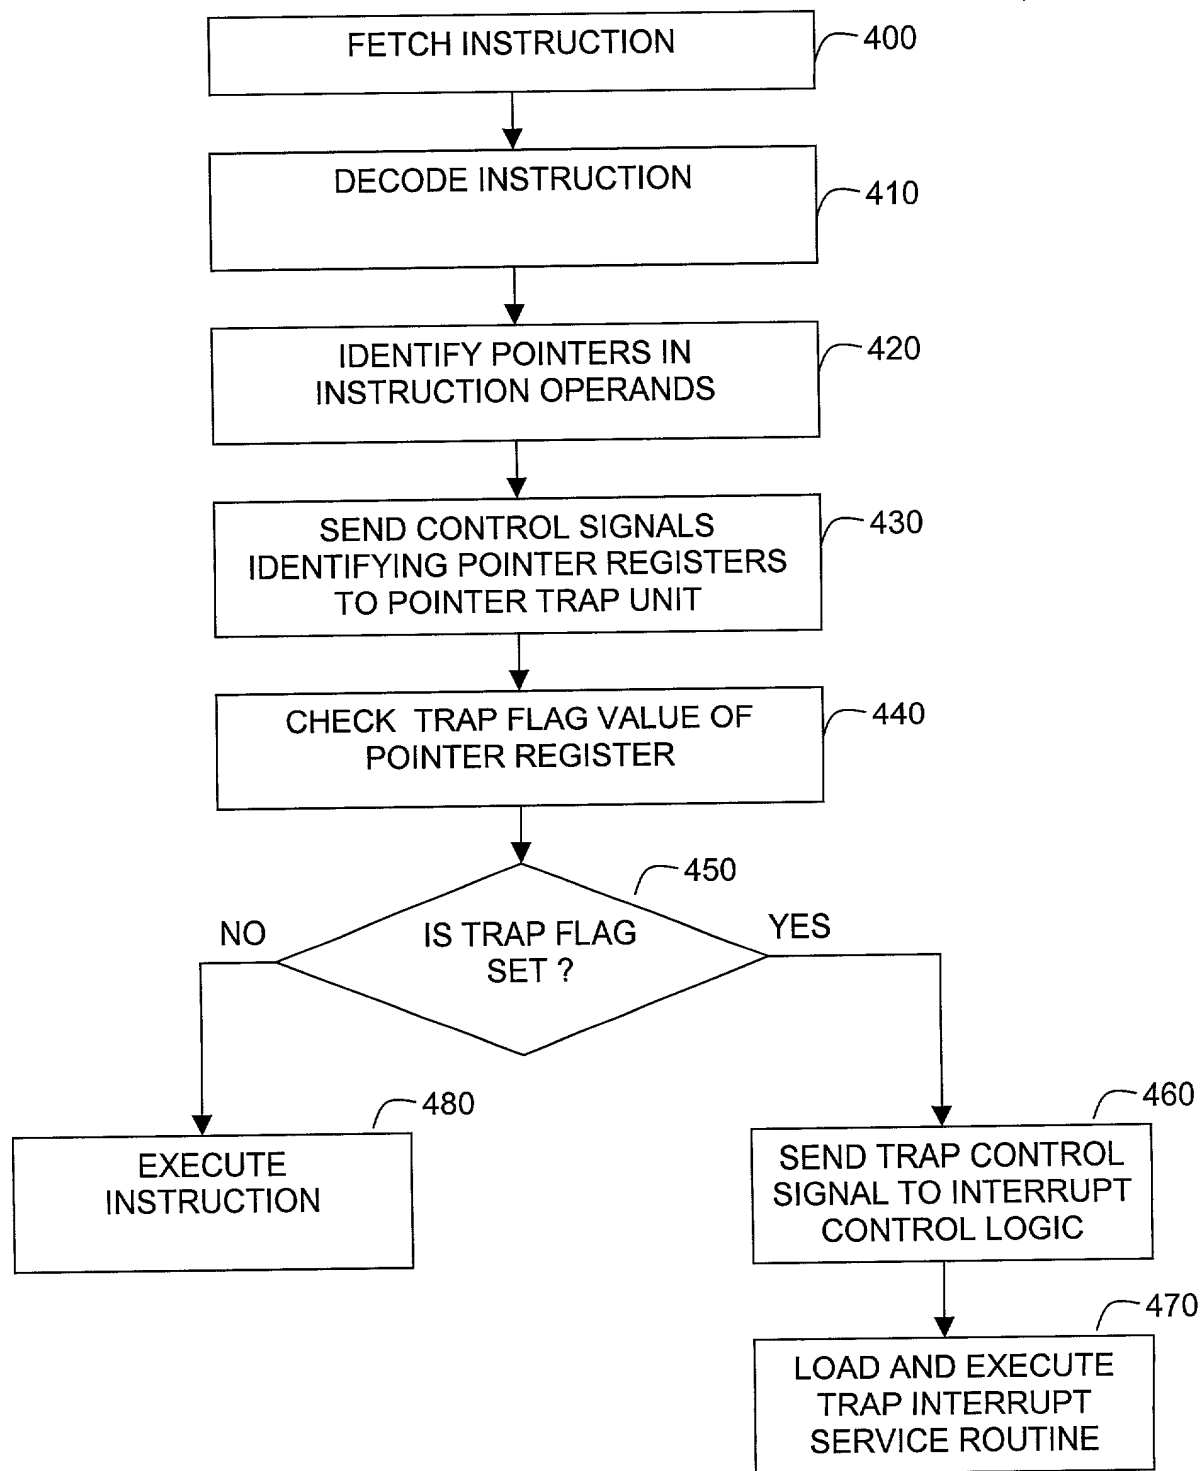 FETCH INSTRUCTION
400
DECODE INSTRUCTION
410
IDENTIFY POINTERS IN
INSTRUCTION OPERANDS
420
SEND CONTROL SIGNALS
IDENTIFYING POINTER REGISTERS
TO POINTER TRAP UNIT
430
CHECK TRAP FLAG VALUE OF
POINTER REGISTER
440
450
IS TRAP FLAG
SET ?
NO
YES
480
EXECUTE
INSTRUCTION
460
SEND TRAP CONTROL
SIGNAL TO INTERRUPT
CONTROL LOGIC
470
LOAD AND EXECUTE
TRAP INTERRUPT
SERVICE ROUTINE